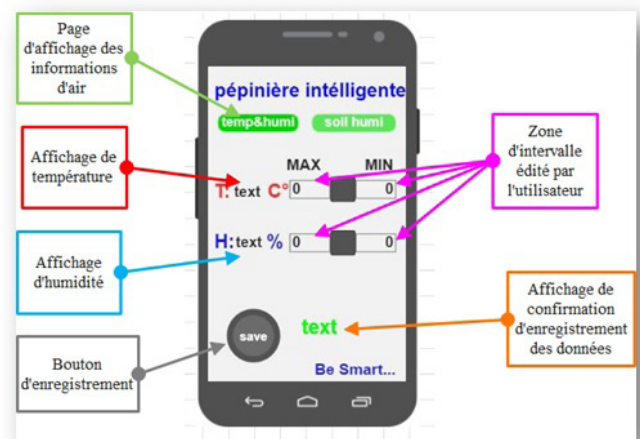 Page
d'affichage des
informations
d'air
Affichage de
température
Affichage
d'humidité
Bouton
d'enregistrement
pépinière intélligente
temp&humi soil humi
MAX MIN
T: text C° 0 0
H: text % 0 0
save text
Be Smart...
Zone
d'intervalle
édité par
l'utilisateur
Affichage de
confirmation
d'enregistrement
des données